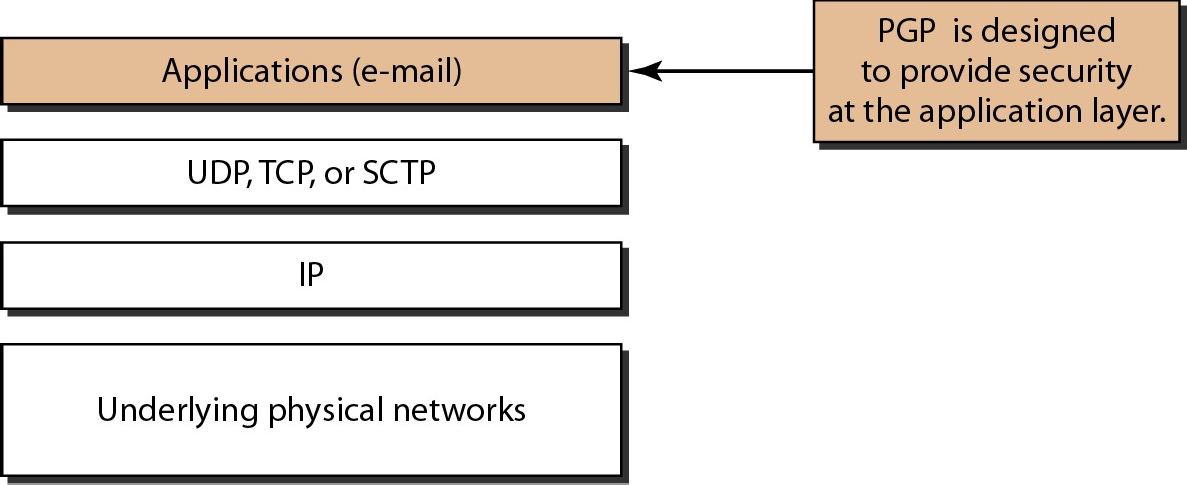 Applications (e-mail)
PGP is designed
to provide security
at the application layer.
UDP, TCP, or SCTP
IP
Underlying physical networks